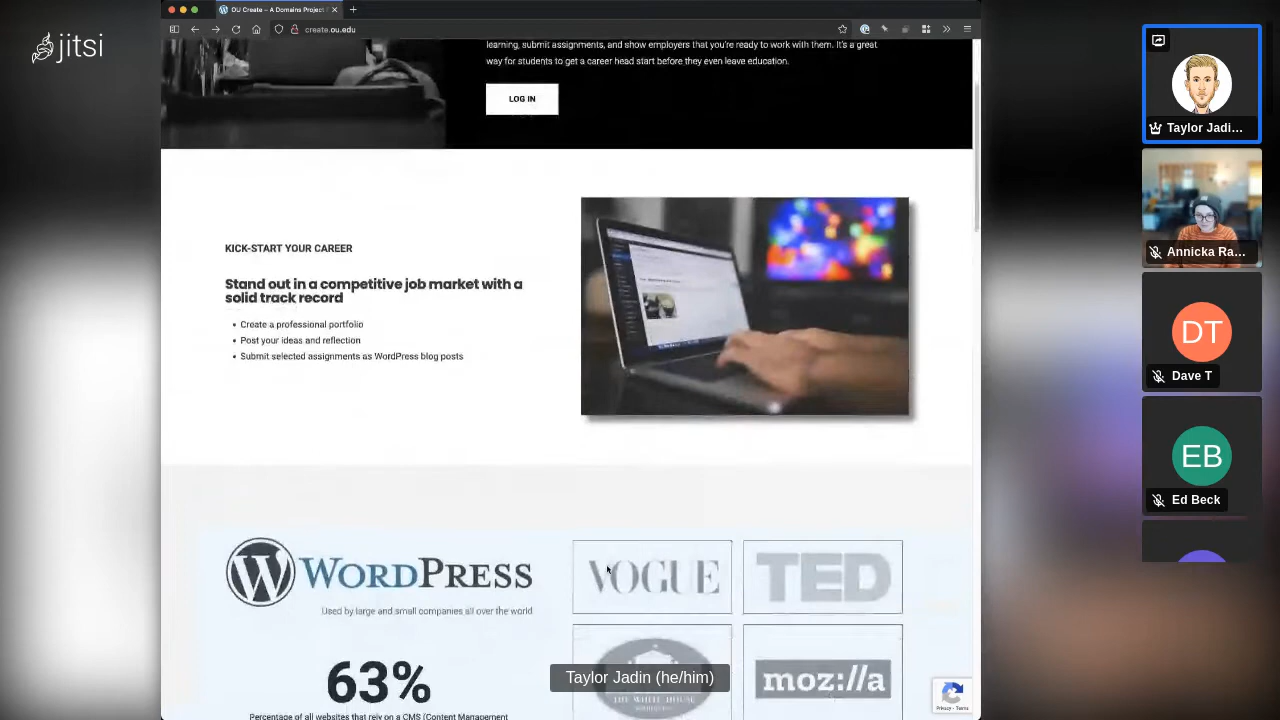 jitsi
OU Create – A Domains Project
create.ou.edu
learning, submit assignments, and show employers that you're ready to work with them. It's a great
way for students to get a career head start before they even leave education.
LOG IN
KICK-START YOUR CAREER
Stand out in a competitive job market with a
solid track record
• Create a professional portfolio
• Post your ideas and reflection
• Submit selected assignments as WordPress blog posts
WORDPRESS
Used by large and small companies all over the world
63%
Percentage of all websites that rely on a CMS (Content Management
VOGUE
TED
THE WHITE HOUSE
moz://a
Privacy - Terms
Taylor Jadin (he/him)
Taylor Jadi...
Annicka Ra...
DT
Dave T
EB
Ed Beck